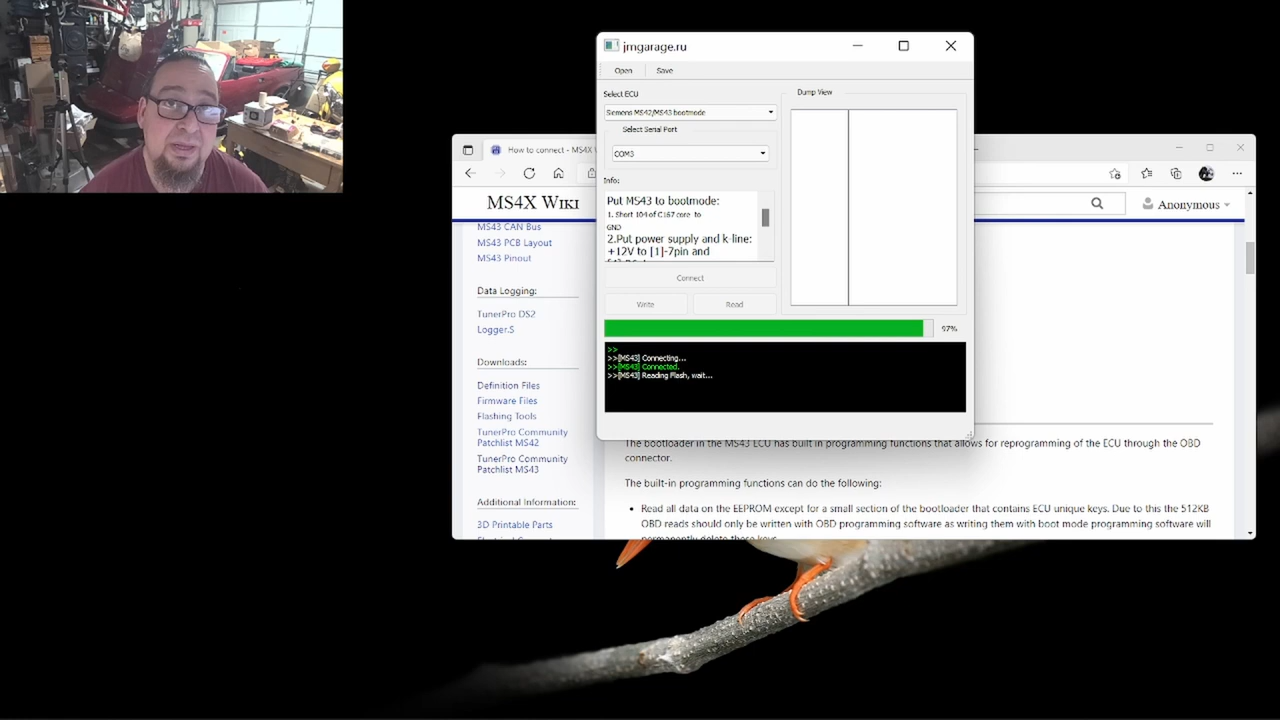 jmgarage.ru
Open Save
Select ECU
Siemens MS42/MS43 bootmode
Select Serial Port
COM3
Info:
Put MS43 to bootmode:
1. Short 104 of C167 core to
GND
2.Put power supply and k-line:
+12V to [1]-7pin and
Connect
Write Read
97%
>>
>>[MS43] Connecting...
>>[MS43] Connected.
>>[MS43] Reading Flash, wait...
Dump View
How to connect - MS4X
MS4X Wiki
Anonymous
MS43 CAN Bus
MS43 PCB Layout
MS43 Pinout
Data Logging:
TunerPro DS2
Logger.S
Downloads:
Definition Files
Firmware Files
Flashing Tools
TunerPro Community
Patchlist MS42
TunerPro Community
Patchlist MS43
Additional Information:
3D Printable Parts
The bootloader in the MS43 ECU has built in programming functions that allows for reprogramming of the ECU through the OBD
connector.
The built-in programming functions can do the following:
• Read all data on the EEPROM except for a small section of the bootloader that contains ECU unique keys. Due to this the 512KB
OBD reads should only be written with OBD programming software as writing them with boot mode programming software will
permanently delete these keys